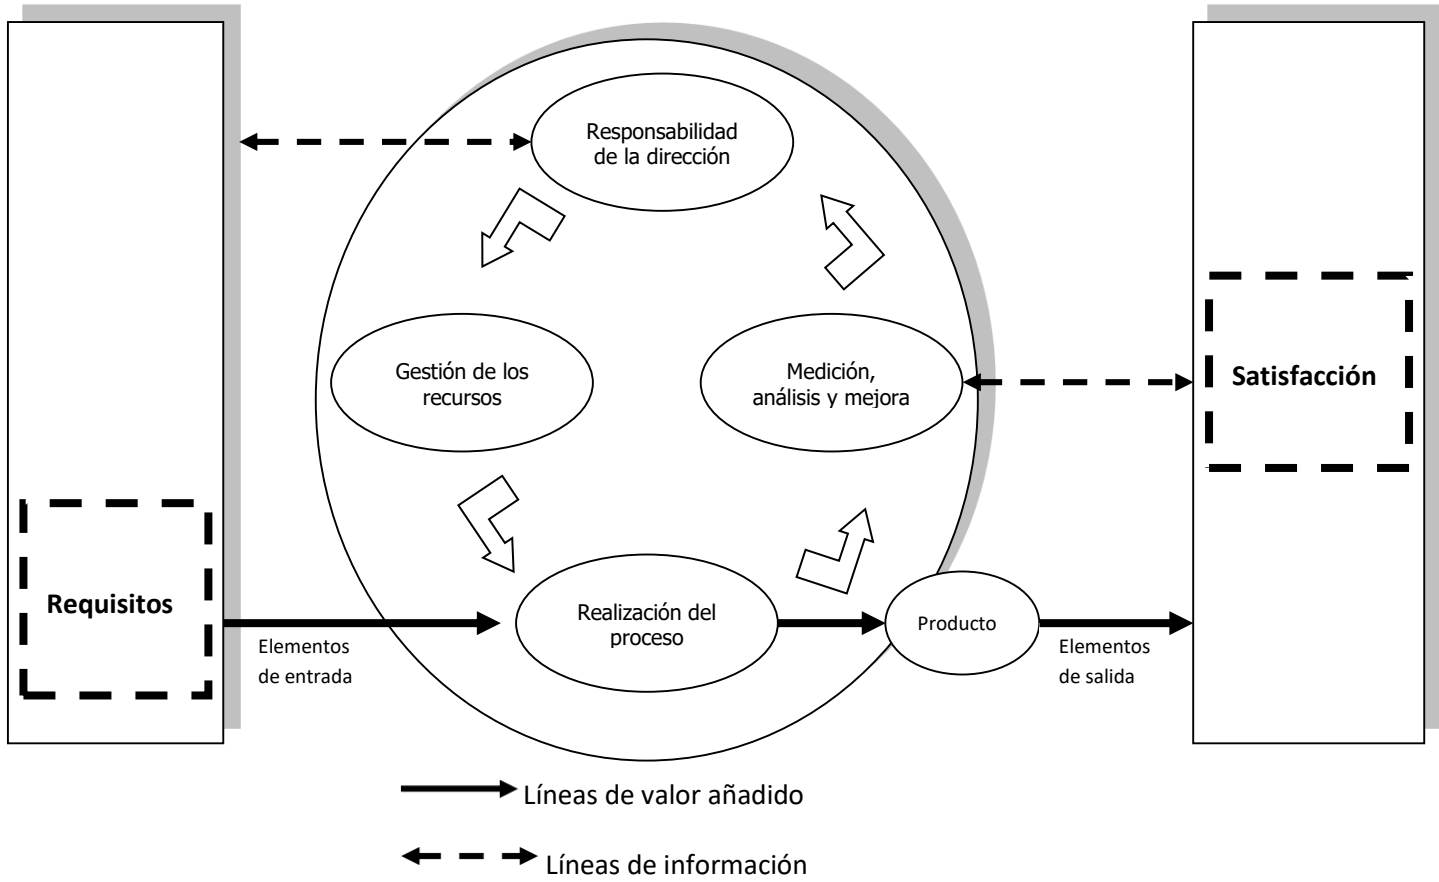 Responsabilidad
de la dirección
Gestión de los
recursos
Medición,
análisis y mejora
Satisfacción
Requisitos
Elementos
de entrada
Realización del
proceso
Producto
Elementos
de salida
Líneas de valor añadido
Líneas de información